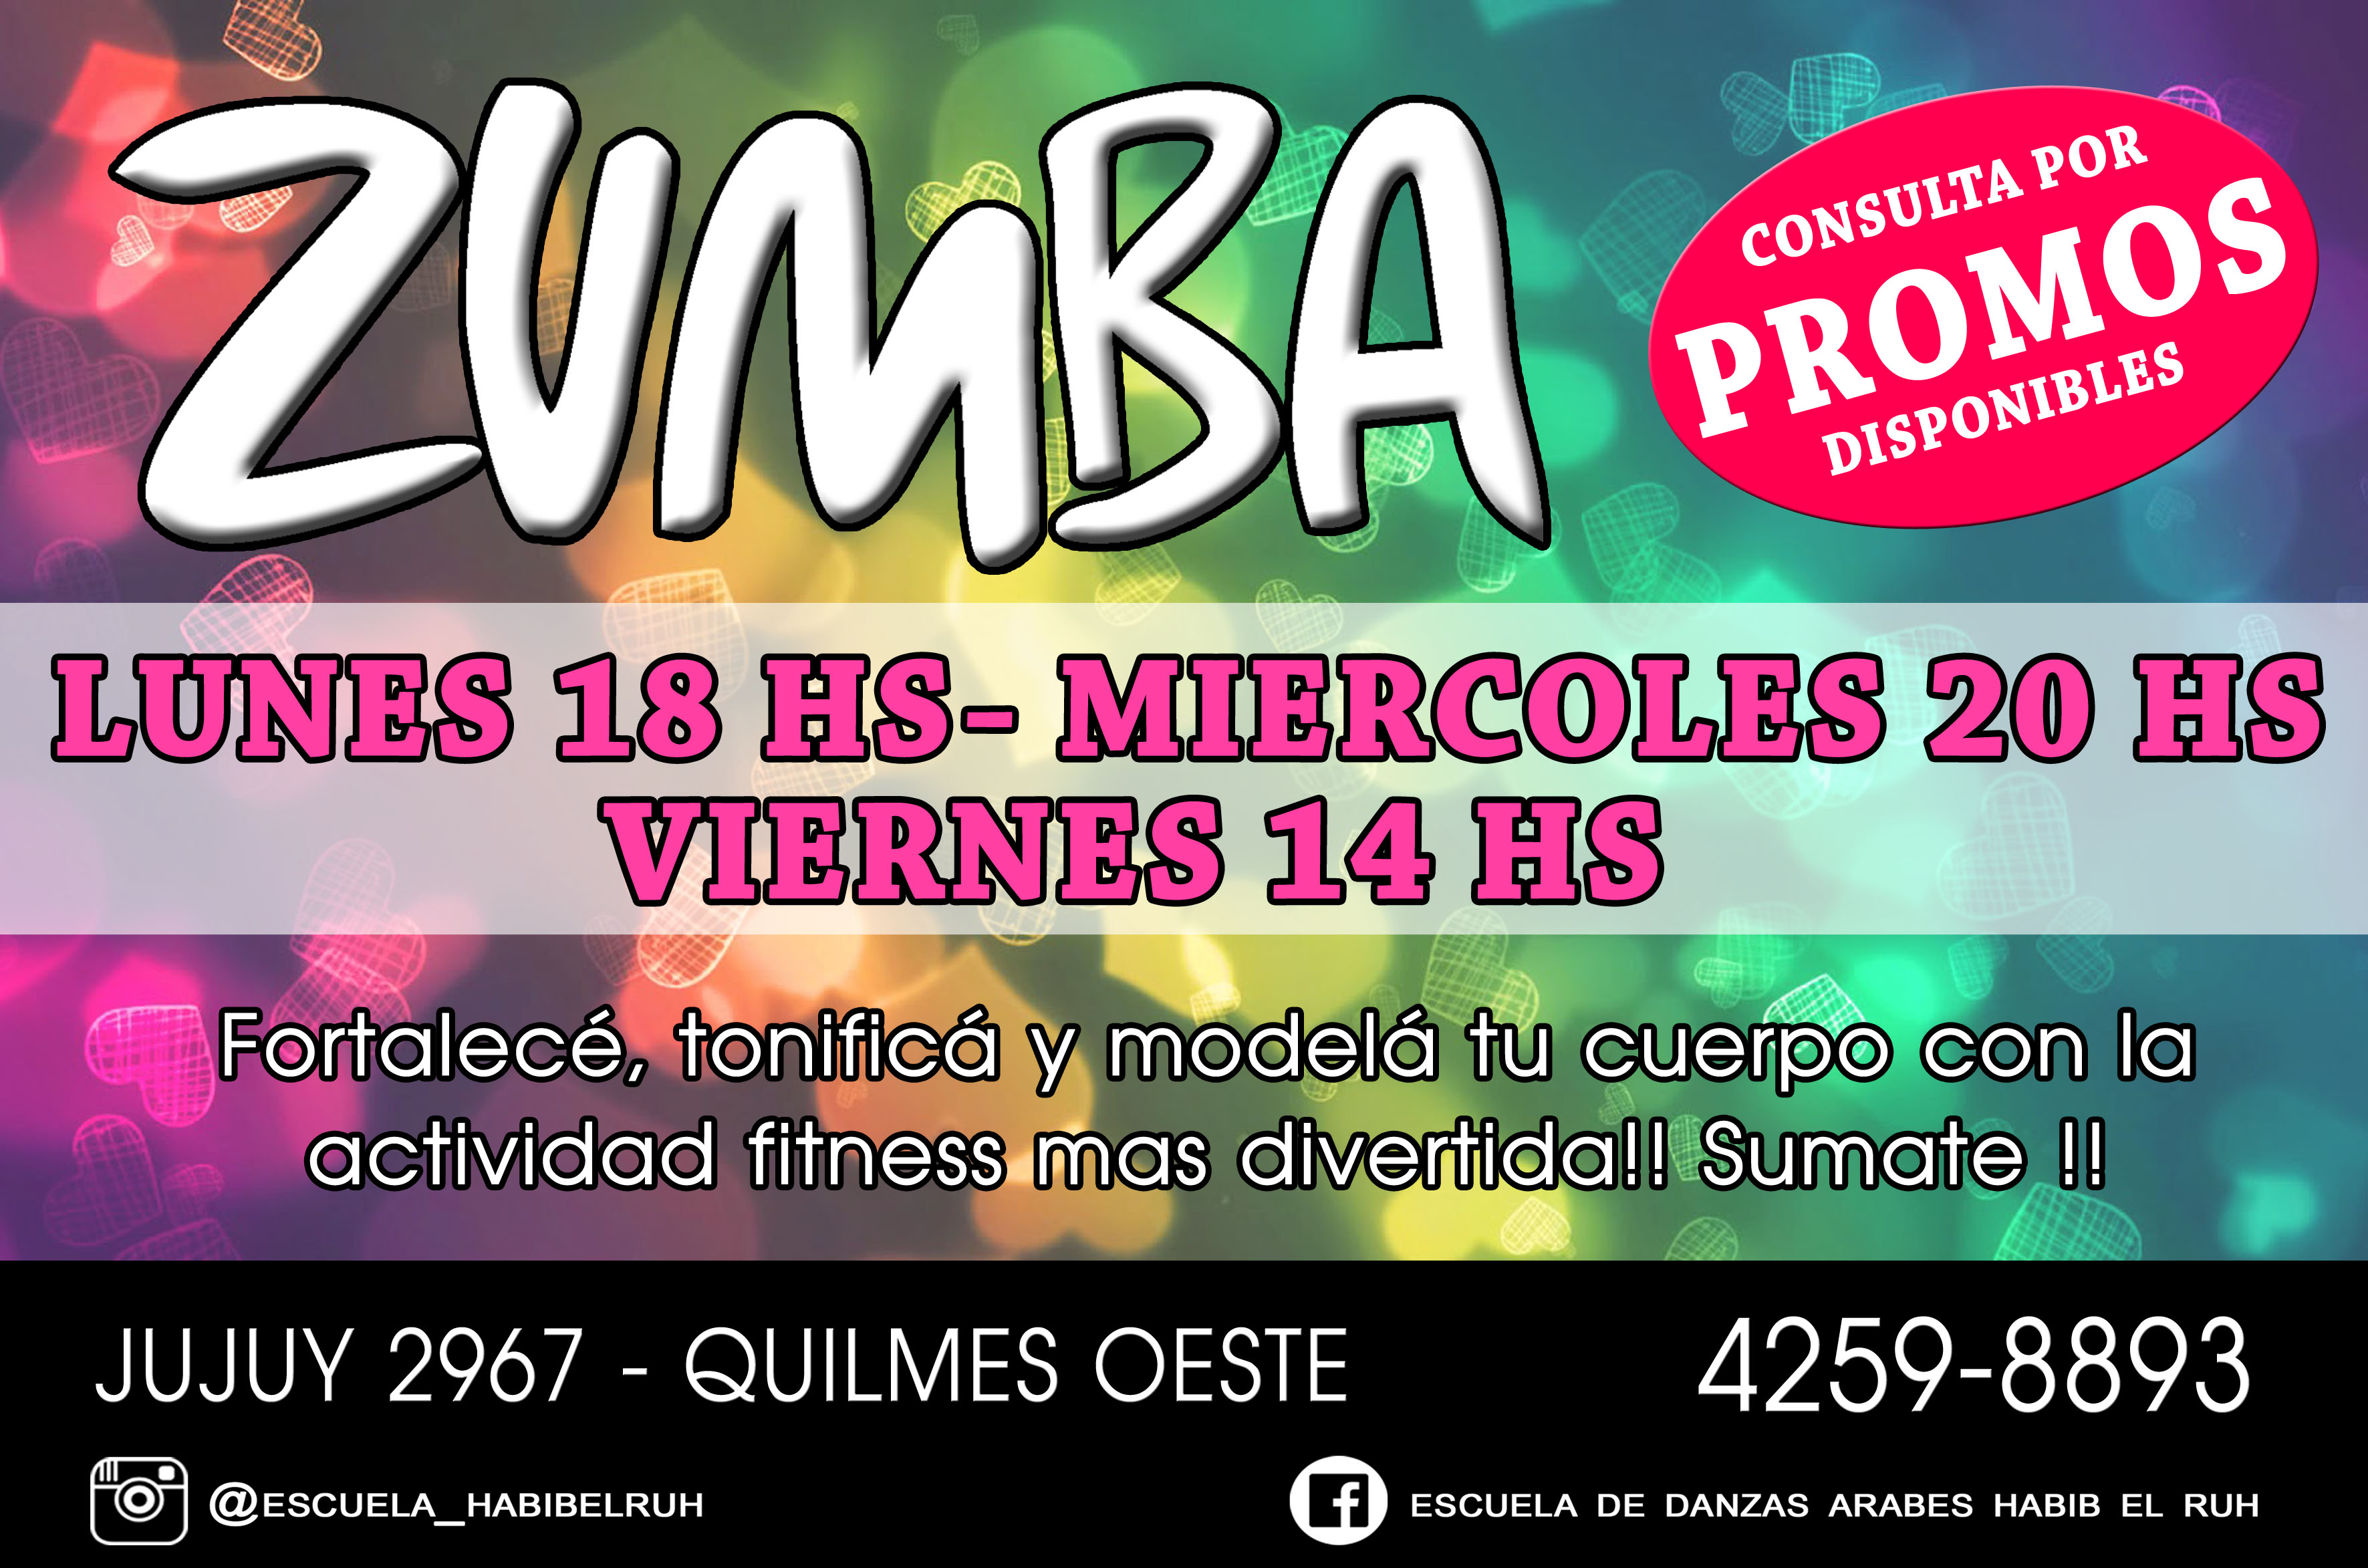 ZUMBA
CONSULTA POR
PROMOS
DISPONIBLES
LUNES 18 HS- MIERCOLES 20 HS
VIERNES 14 HS
Fortalecé, tonificá y modelá tu cuerpo con la
actividad fitness mas divertida!! Sumate !!
JUJUY 2967 - QUILMES OESTE
4259-8893
@ESCUELA_HABIBELRUH
ESCUELA DE DANZAS ARABES HABIB EL RUH